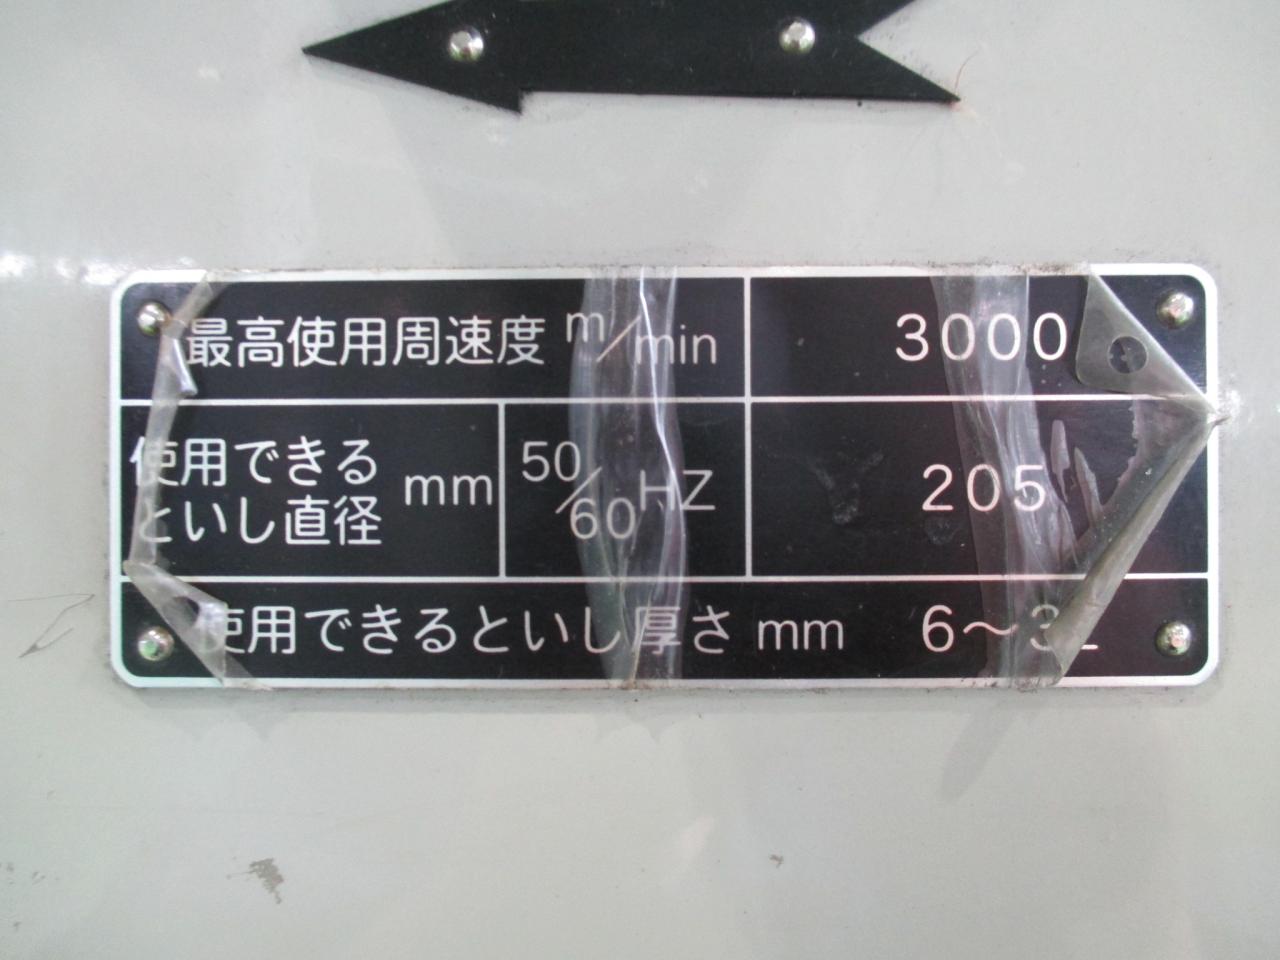 最高使用周速度 m/min 3000
使用できる
といし直径 mm 50/60 HZ 205
使用できるといし厚さ mm 6〜